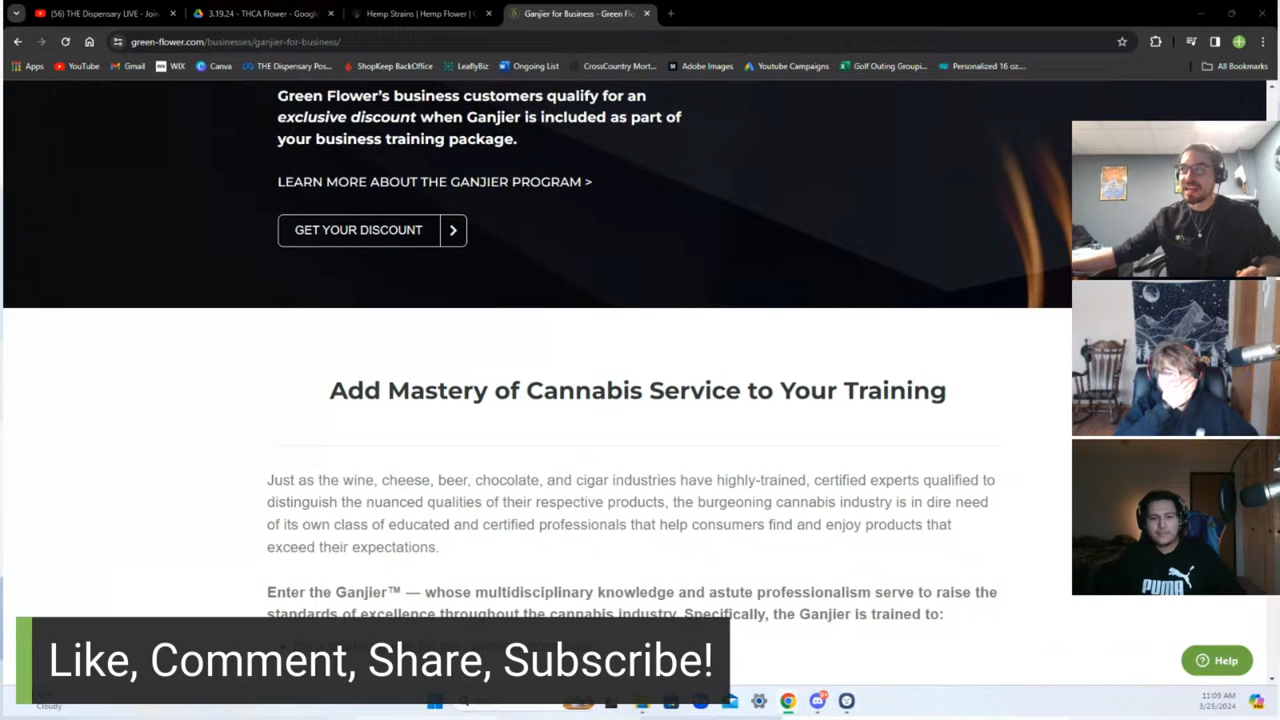 (56) THE Dispensary LIVE - Join
3.19.24 - THCA Flower - Google
Hemp Strains | Hemp Flower | C
Ganjier for Business - Green Flo
green-flower.com/businesses/ganjier-for-business/
Apps
YouTube
Gmail
WIX
Canva
THE Dispensary Pos...
ShopKeep BackOffice
LeaflyBiz
Ongoing List
CrossCountry Mort...
Adobe Images
Youtube Campaigns
Golf Outing Groupi...
Personalized 16 oz....
All Bookmarks
Green Flower's business customers qualify for an
exclusive discount when Ganjier is included as part of
your business training package.
LEARN MORE ABOUT THE GANJIER PROGRAM >
GET YOUR DISCOUNT
Add Mastery of Cannabis Service to Your Training
Just as the wine, cheese, beer, chocolate, and cigar industries have highly-trained, certified experts qualified to
distinguish the nuanced qualities of their respective products, the burgeoning cannabis industry is in dire need
of its own class of educated and certified professionals that help consumers find and enjoy products that
exceed their expectations.
Enter the Ganjier™ — whose multidisciplinary knowledge and astute professionalism serve to raise the
standards of excellence throughout the cannabis industry. Specifically, the Ganjier is trained to:
Like, Comment, Share, Subscribe!
PUMA
Help
Cloudy
11:09 AM
3/25/2024